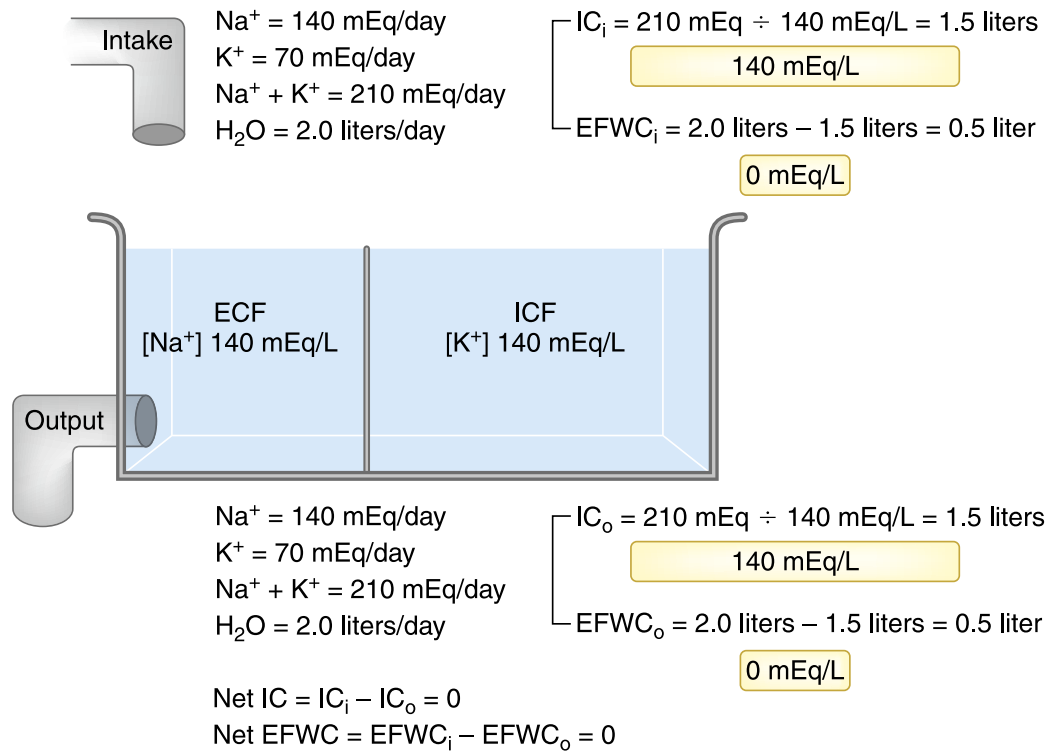 Intake
Na⁺ = 140 mEq/day
K⁺ = 70 mEq/day
Na⁺ + K⁺ = 210 mEq/day
H₂O = 2.0 liters/day
ICᵢ = 210 mEq ÷ 140 mEq/L = 1.5 liters
140 mEq/L
EFWCᵢ = 2.0 liters – 1.5 liters = 0.5 liter
0 mEq/L
ECF
[Na⁺] 140 mEq/L
ICF
[K⁺] 140 mEq/L
Output
Na⁺ = 140 mEq/day
K⁺ = 70 mEq/day
Na⁺ + K⁺ = 210 mEq/day
H₂O = 2.0 liters/day
ICₒ = 210 mEq ÷ 140 mEq/L = 1.5 liters
140 mEq/L
EFWCₒ = 2.0 liters – 1.5 liters = 0.5 liter
0 mEq/L
Net IC = ICᵢ – ICₒ = 0
Net EFWC = EFWCᵢ – EFWCₒ = 0